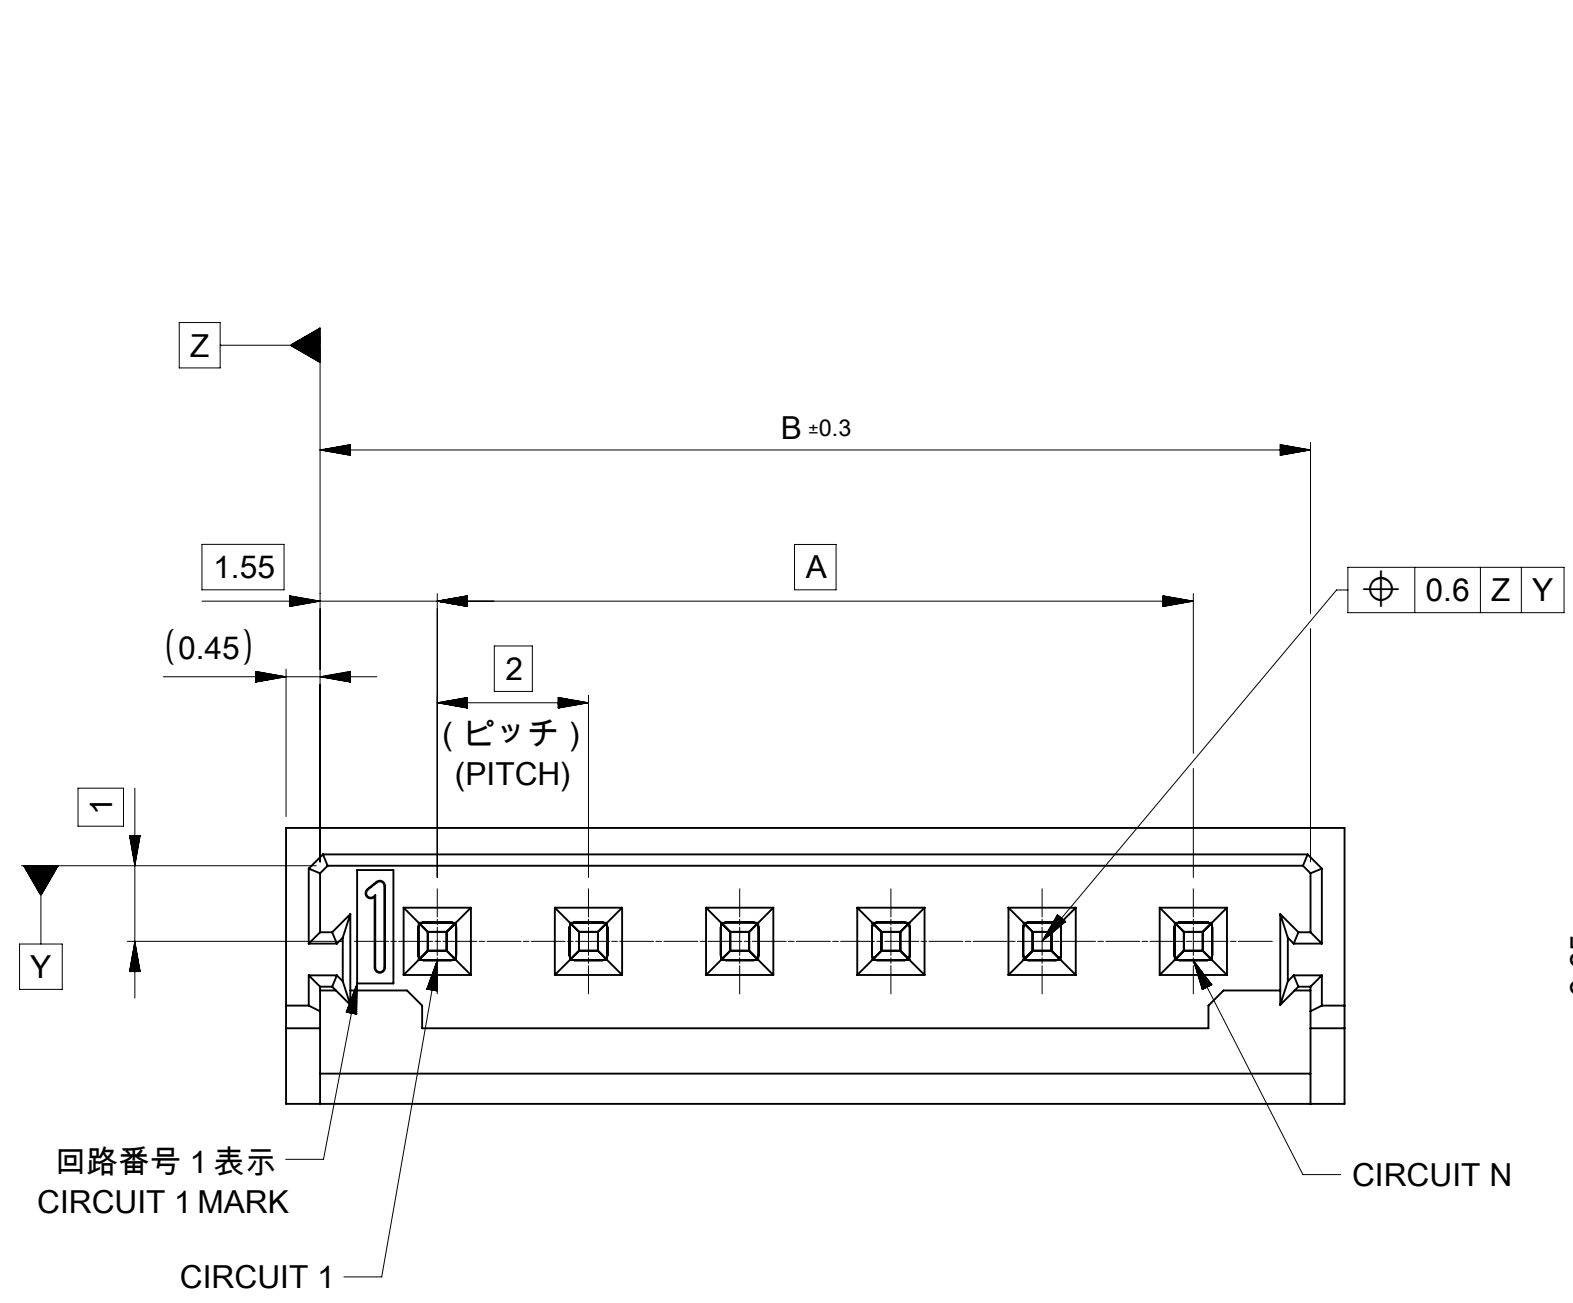 Z
B ±0.3
1.55
A
⌖ 0.6 Z Y
(0.45)
2
( ピッチ )
(PITCH)
1
Y
1
回路番号 1 表示
CIRCUIT 1 MARK
CIRCUIT N
CIRCUIT 1